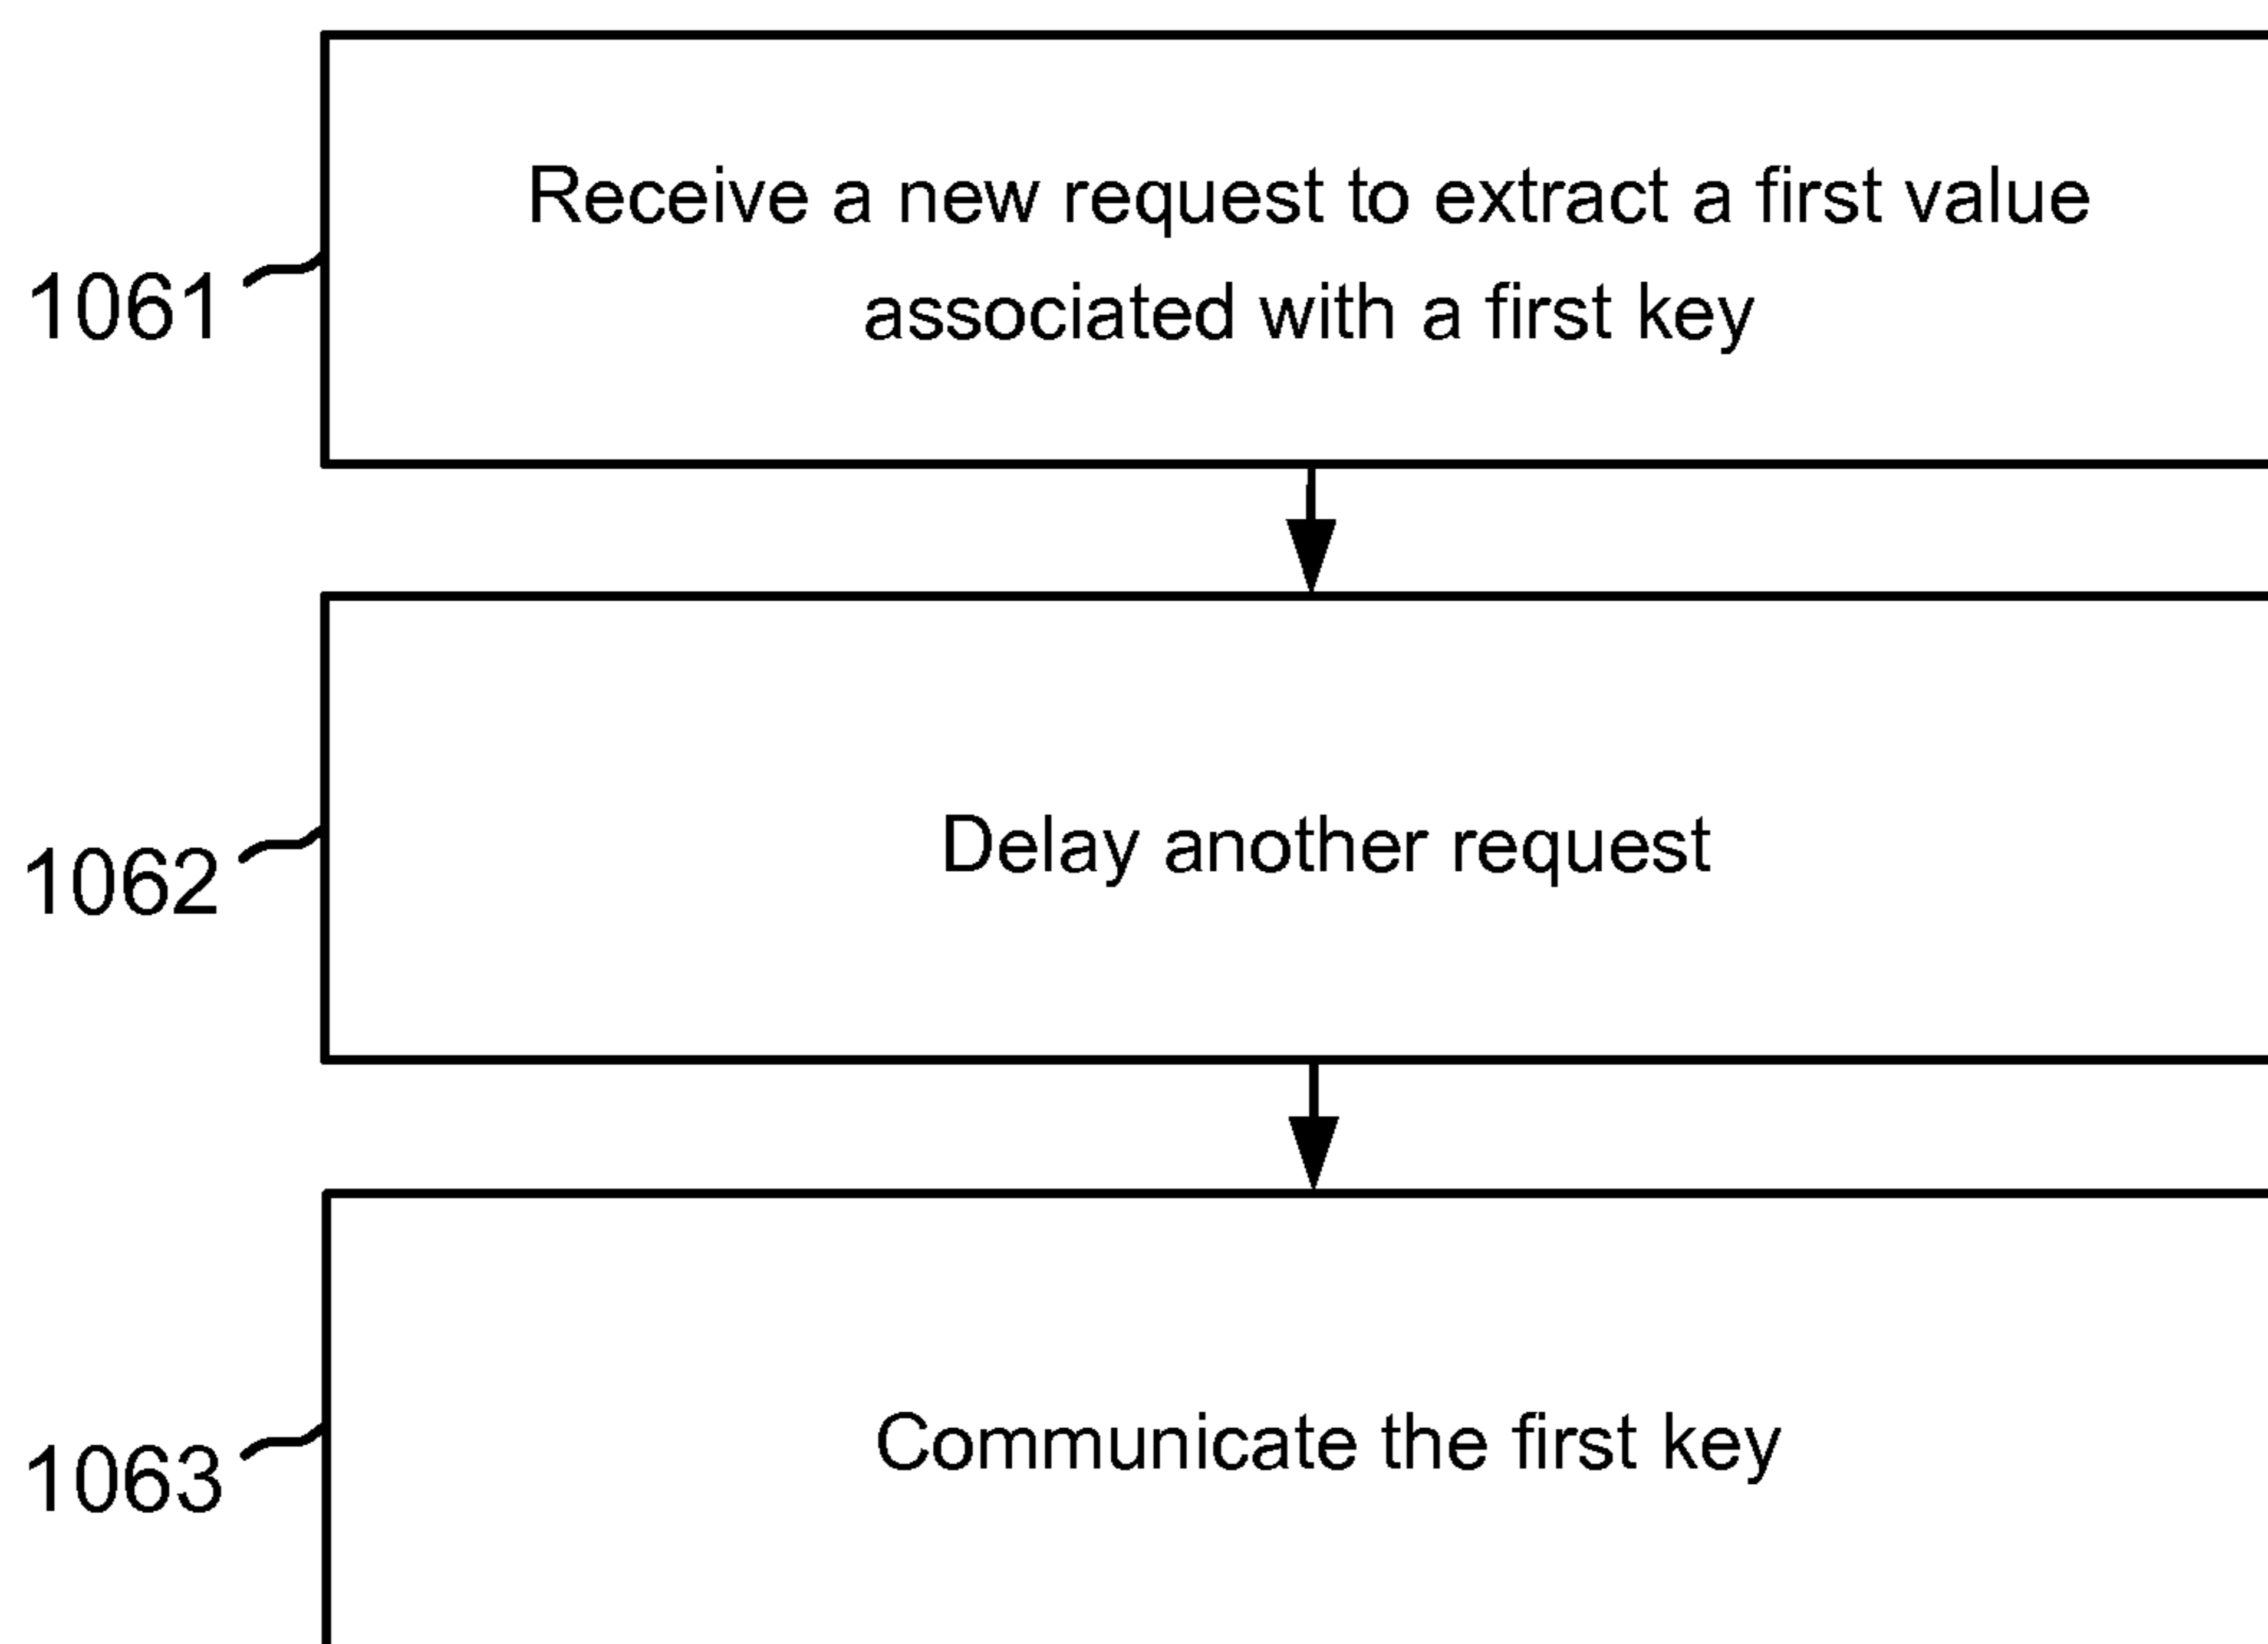 Receive a new request to extract a first value
associated with a first key
1061
Delay another request
1062
Communicate the first key
1063